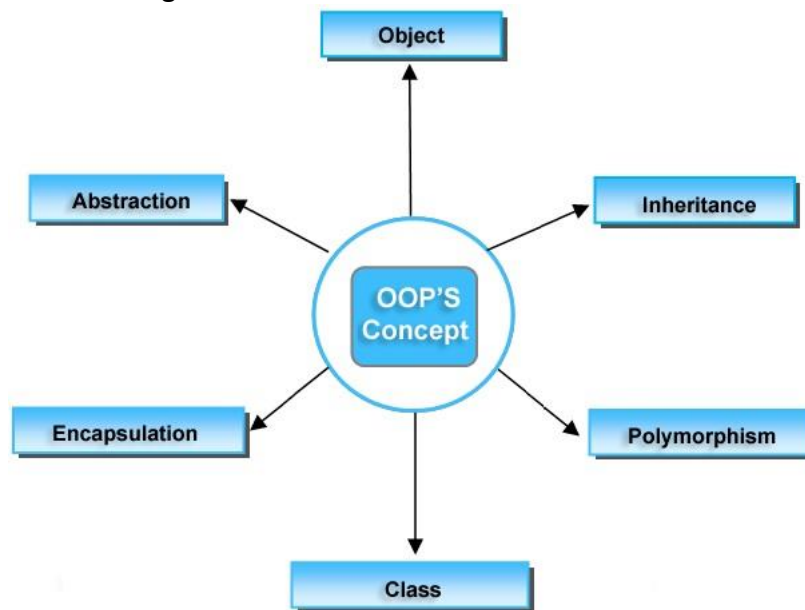 Object
Abstraction
Inheritance
OOP'S
Concept
Encapsulation
Polymorphism
Class